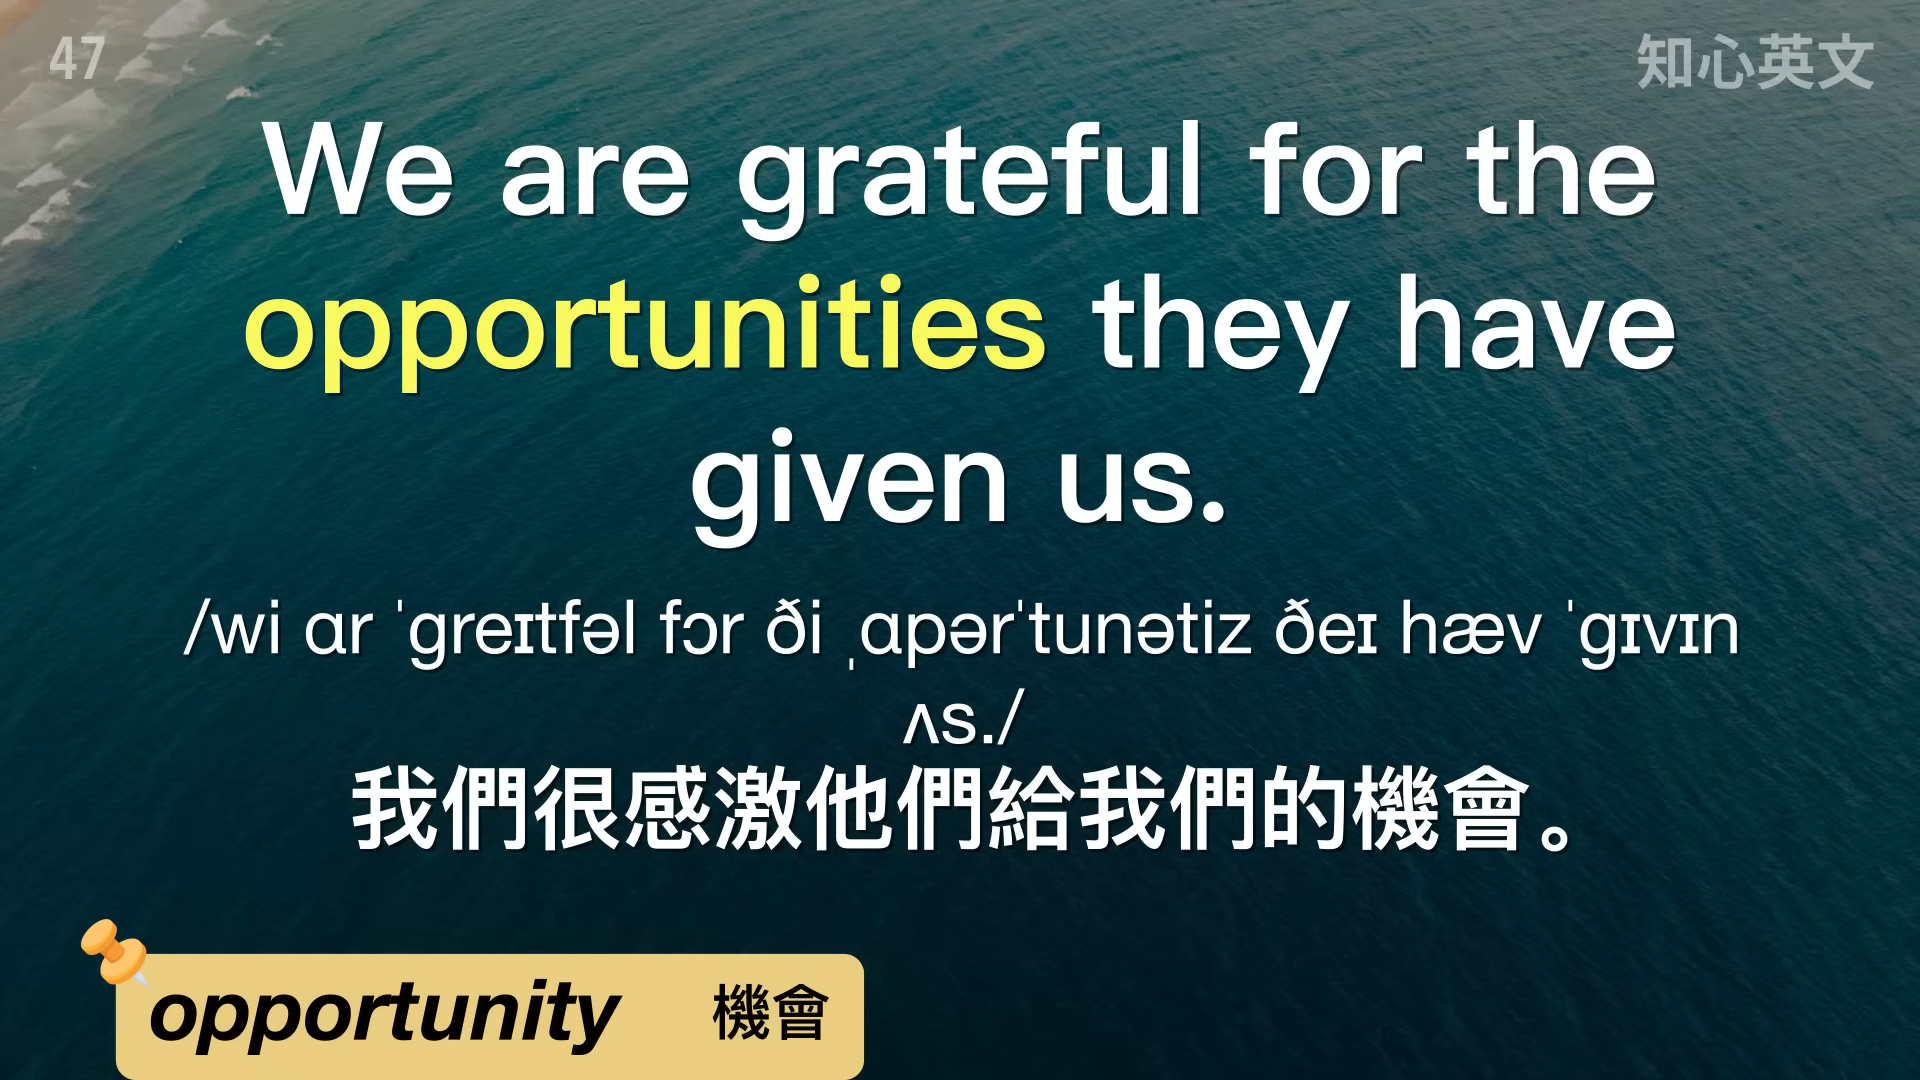 47
知心英文
We are grateful for the
opportunities they have
given us.
/wi ɑr ˈɡreɪtfəl fɔr ði ˌɑpərˈtunətiz ðeɪ hæv ˈɡɪvɪn
ʌs./
我們很感激他們給我們的機會。
opportunity 機會